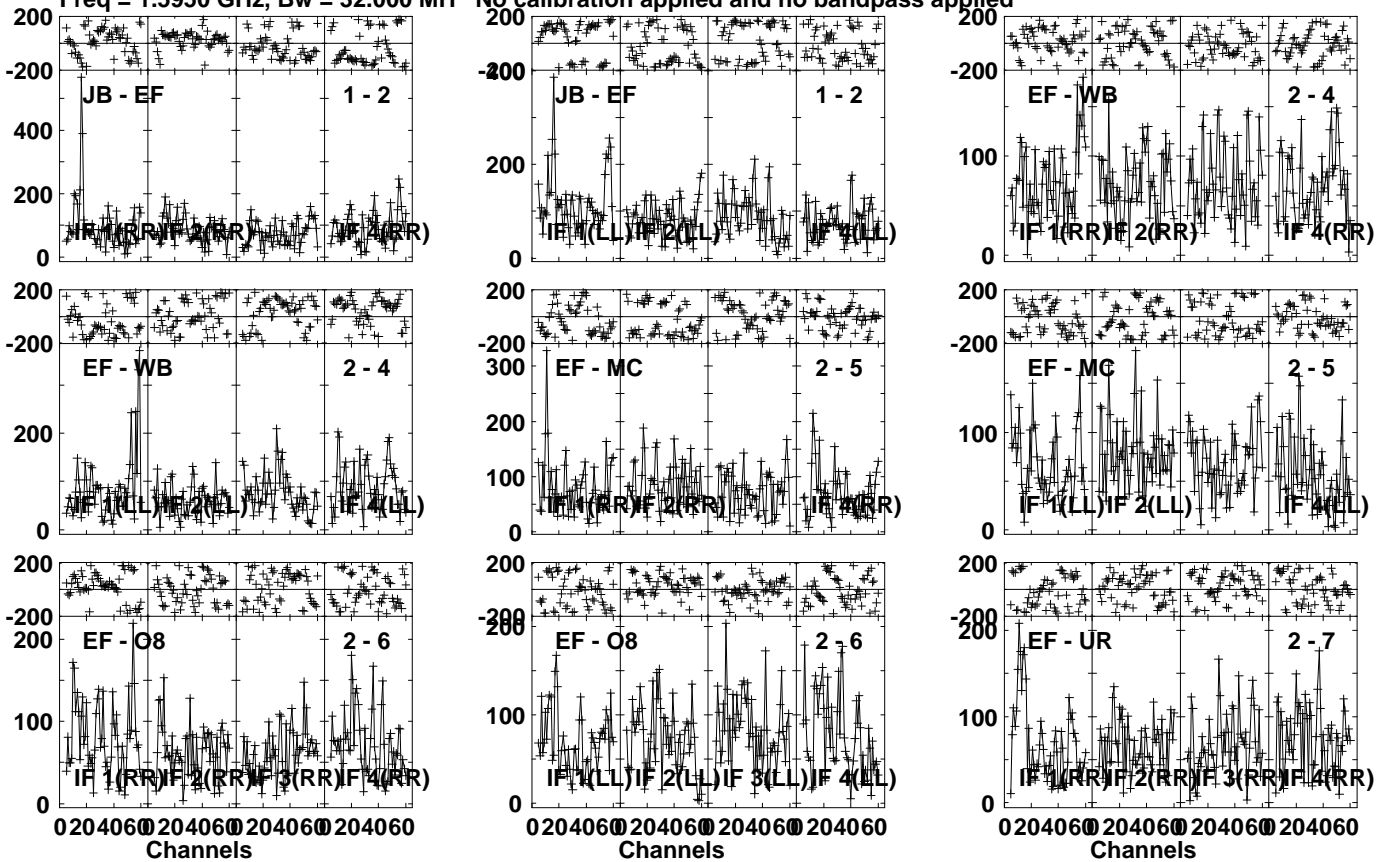 Freq = 1.5950 GHz, Bw = 32.000 MH No calibration applied and no bandpass applied
200
-200
JB - EF 1 - 2
400
200
0
IF 1(RR) IF 2(RR) IF 4(RR)
200
-200
400
JB - EF 1 - 2
200
0
IF 1(LL) IF 2(LL) IF 4(LL)
200
-200
EF - WB 2 - 4
100
0
IF 1(RR) IF 2(RR) IF 4(RR)
200
-200
EF - WB 2 - 4
200
0
IF 1(LL) IF 2(LL) IF 4(LL)
200
-200
300
EF - MC 2 - 5
200
100
0
IF 1(RR) IF 2(RR) IF 4(RR)
200
-200
EF - MC 2 - 5
100
0
IF 1(LL) IF 2(LL) IF 4(LL)
200
-200
200
EF - O8 2 - 6
100
0
IF 1(RR) IF 2(RR) IF 3(RR) IF 4(RR)
0 20 40 60 0 20 40 60 0 20 40 60 0 20 40 60
Channels
200
-200
200
EF - O8 2 - 6
100
0
IF 1(LL) IF 2(LL) IF 3(LL) IF 4(LL)
0 20 40 60 0 20 40 60 0 20 40 60 0 20 40 60
Channels
200
-200
200
EF - UR 2 - 7
100
0
IF 1(RR) IF 2(RR) IF 3(RR) IF 4(RR)
0 20 40 60 0 20 40 60 0 20 40 60 0 20 40 60
Channels